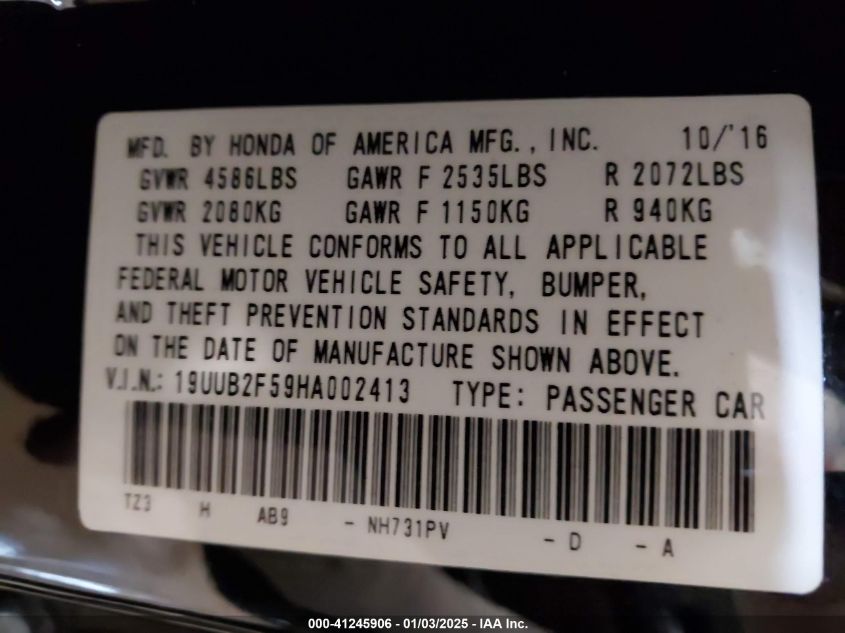 MFD. BY HONDA OF AMERICA MFG., INC. 10/'16
GVWR 4586LBS GAWR F 2535LBS R 2072LBS
GVWR 2080KG GAWR F 1150KG R 940KG
THIS VEHICLE CONFORMS TO ALL APPLICABLE
FEDERAL MOTOR VEHICLE SAFETY, BUMPER,
AND THEFT PREVENTION STANDARDS IN EFFECT
ON THE DATE OF MANUFACTURE SHOWN ABOVE.
V.I.N.: 19UUB2F59HA002413 TYPE: PASSENGER CAR
TZ3 H AB9 - NH731PV - D - A
000-41245906 - 01/03/2025 - IAA Inc.